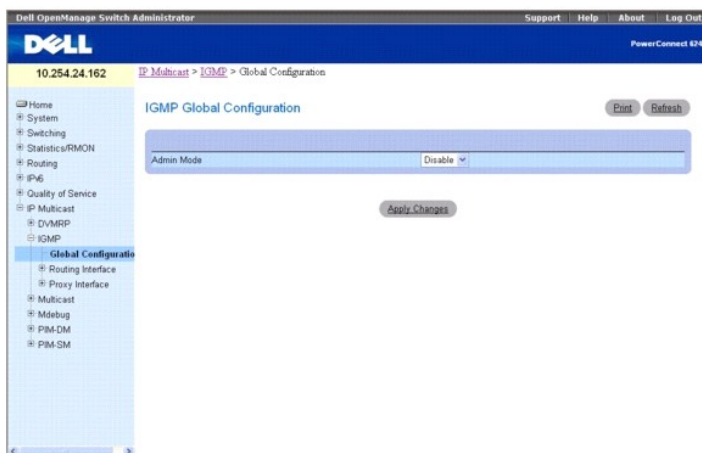 Dell OpenManage Switch Administrator
Support Help About Log Out
DELL
PowerConnect 624
10.254.24.162
IP Multicast > IGMP > Global Configuration
Home
System
Switching
Statistics/RMON
Routing
IPv6
Quality of Service
IP Multicast
DVMRP
IGMP
Global Configuratio
Routing Interface
Proxy Interface
Multicast
Mdebug
PIM-DM
PIM-SM
IGMP Global Configuration
Print Refresh
Admin Mode Disable
Apply Changes